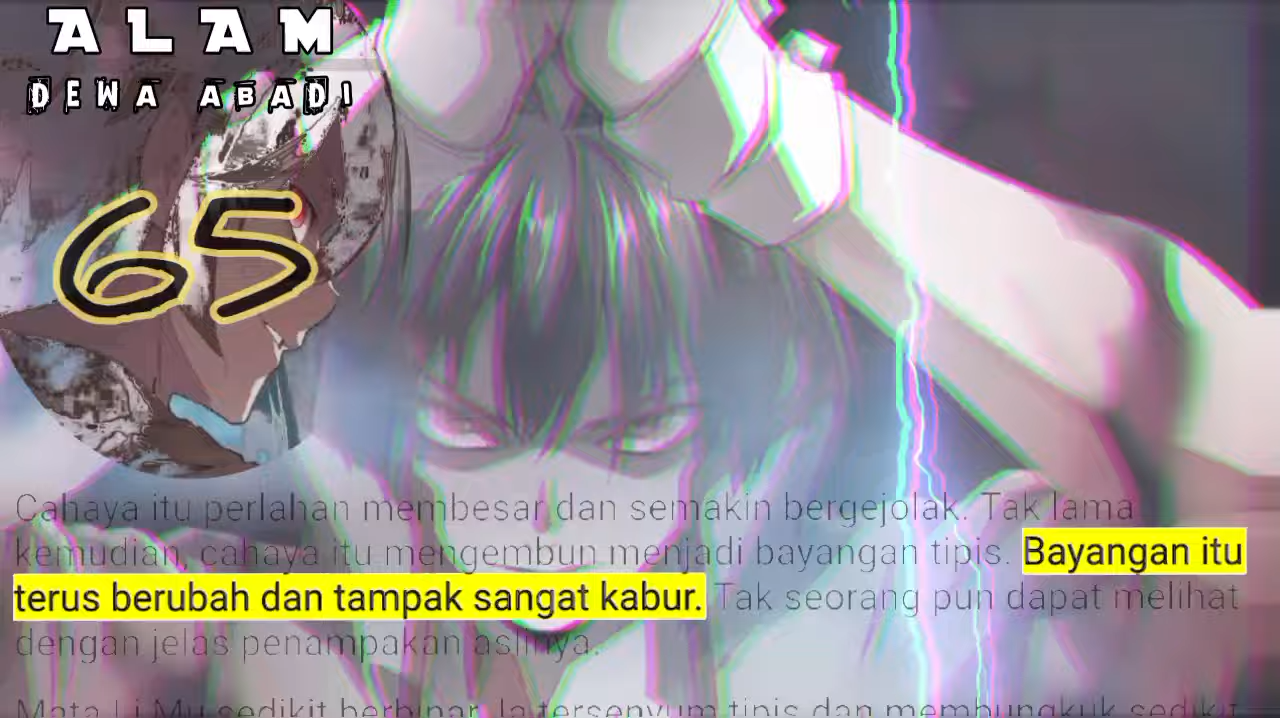 ALAM
DEWA ABADI
65
Cahaya itu perlahan membesar dan semakin bergejolak. Tak lama
kemudian, cahaya itu mengembun menjadi bayangan tipis. Bayangan itu
terus berubah dan tampak sangat kabur. Tak seorang pun dapat melihat
dengan jelas penampakan aslinya.
Mata Li Mu sedikit berbinar. Ia tersenyum tipis dan membungkuk sedikit